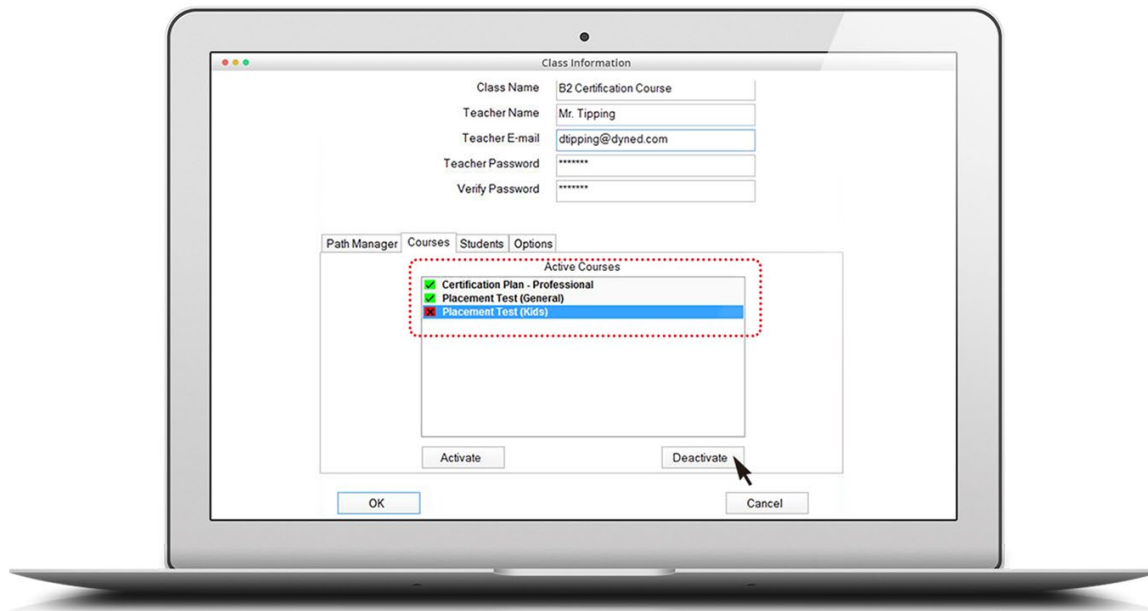 Class Information
Class Name B2 Certification Course
Teacher Name Mr. Tipping
Teacher E-mail dtipping@dyned.com
Teacher Password *******
Verify Password *******
Path Manager Courses Students Options
Active Courses
Certification Plan - Professional
Placement Test (General)
Placement Test (Kids)
Activate Deactivate
OK Cancel